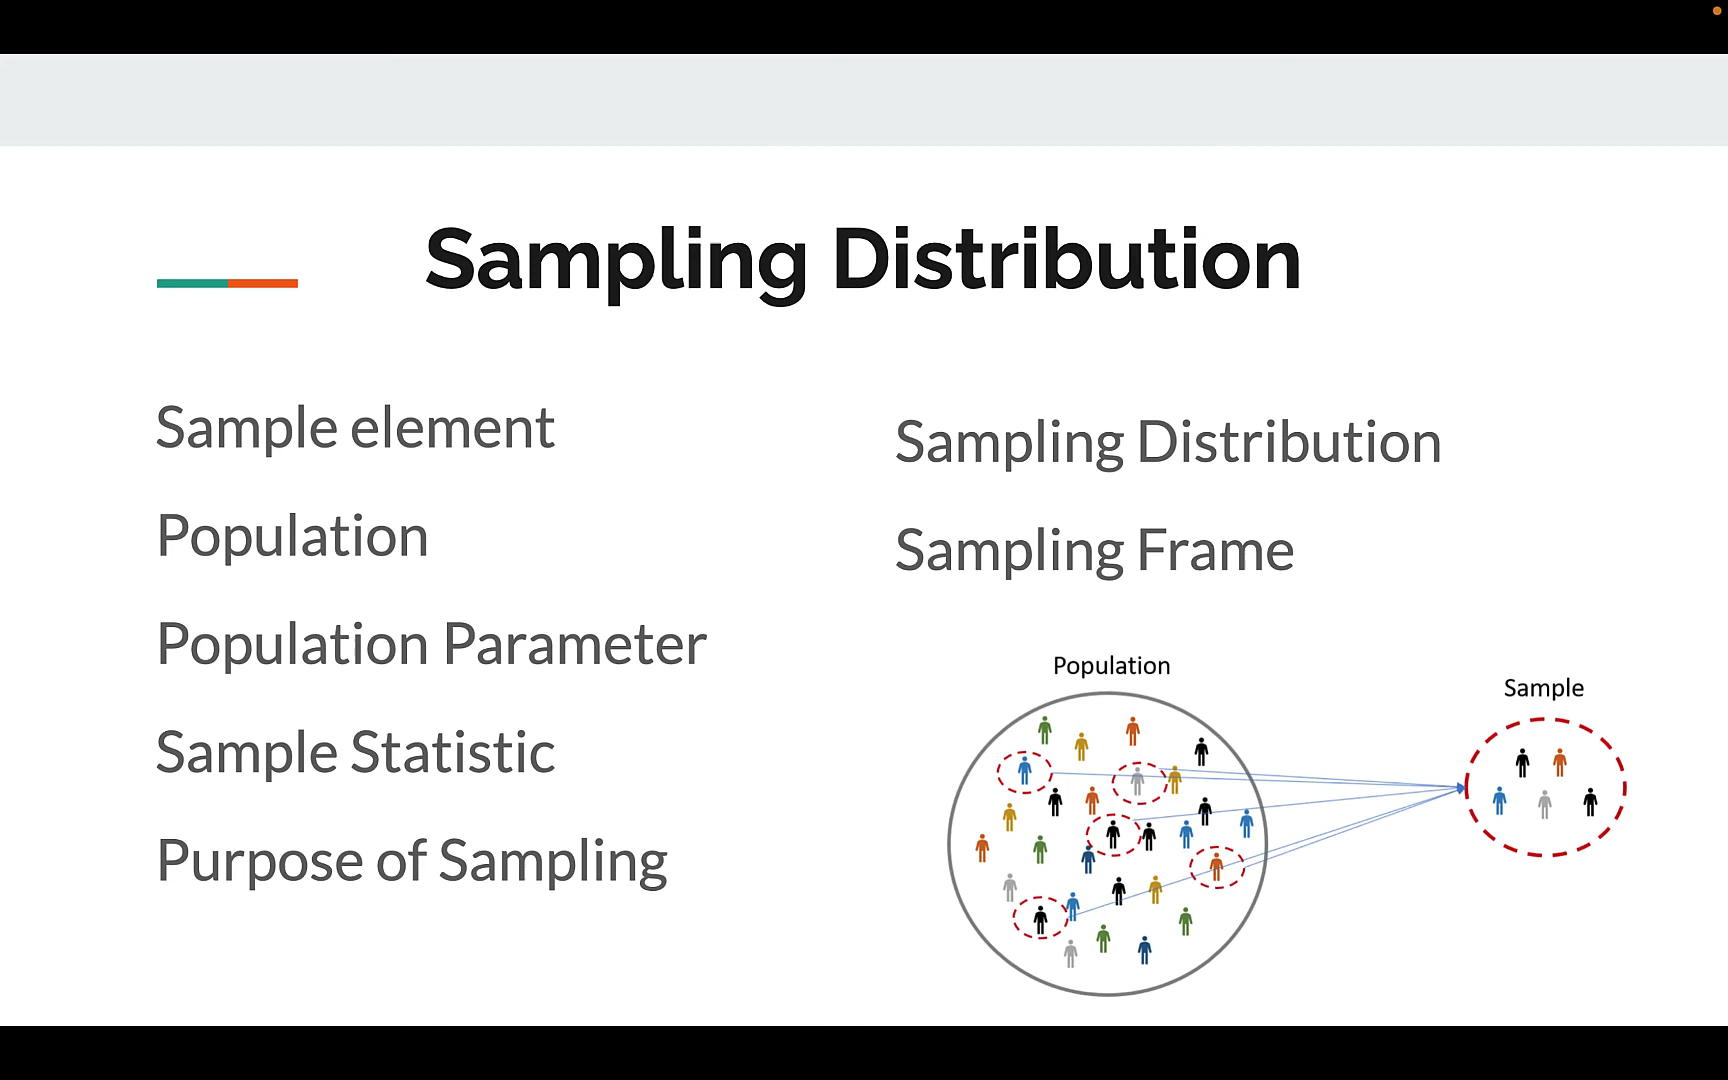 Sampling Distribution
Sample element
Population
Population Parameter
Sample Statistic
Purpose of Sampling
Sampling Distribution
Sampling Frame
Population
Sample